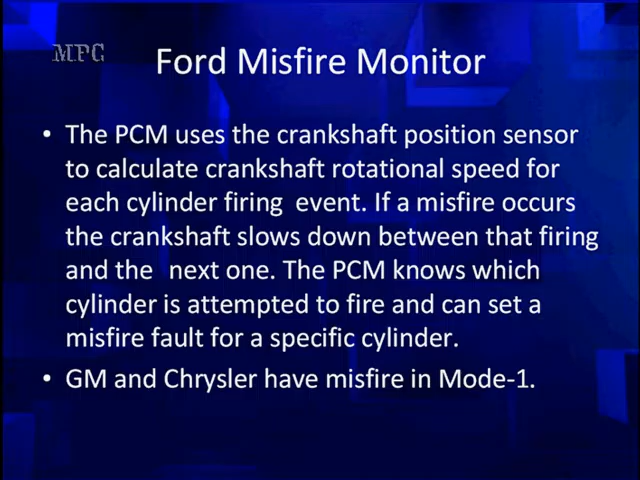 MPC
Ford Misfire Monitor
• The PCM uses the crankshaft position sensor
to calculate crankshaft rotational speed for
each cylinder firing event. If a misfire occurs
the crankshaft slows down between that firing
and the next one. The PCM knows which
cylinder is attempted to fire and can set a
misfire fault for a specific cylinder.
• GM and Chrysler have misfire in Mode-1.